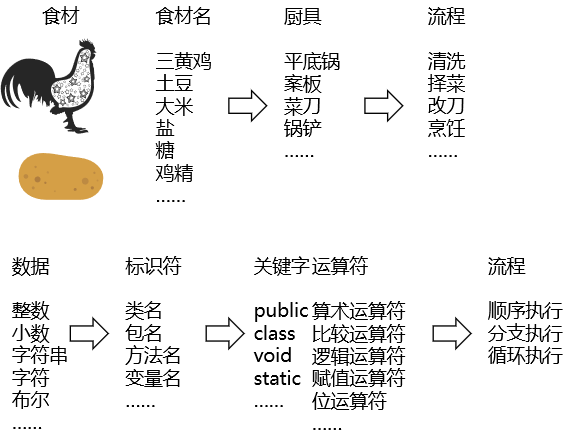 食材 食材名 厨具 流程
三黄鸡 平底锅 清洗
土豆 案板 择菜
大米 菜刀 改刀
盐 锅铲 烹饪
糖 …… ……
鸡精
……
数据 标识符 关键字 运算符 流程
整数 类名 public 算术运算符 顺序执行
小数 包名 class 比较运算符 分支执行
字符串 方法名 void 逻辑运算符 循环执行
字符 变量名 static 赋值运算符
布尔 …… …… 位运算符
…… ……